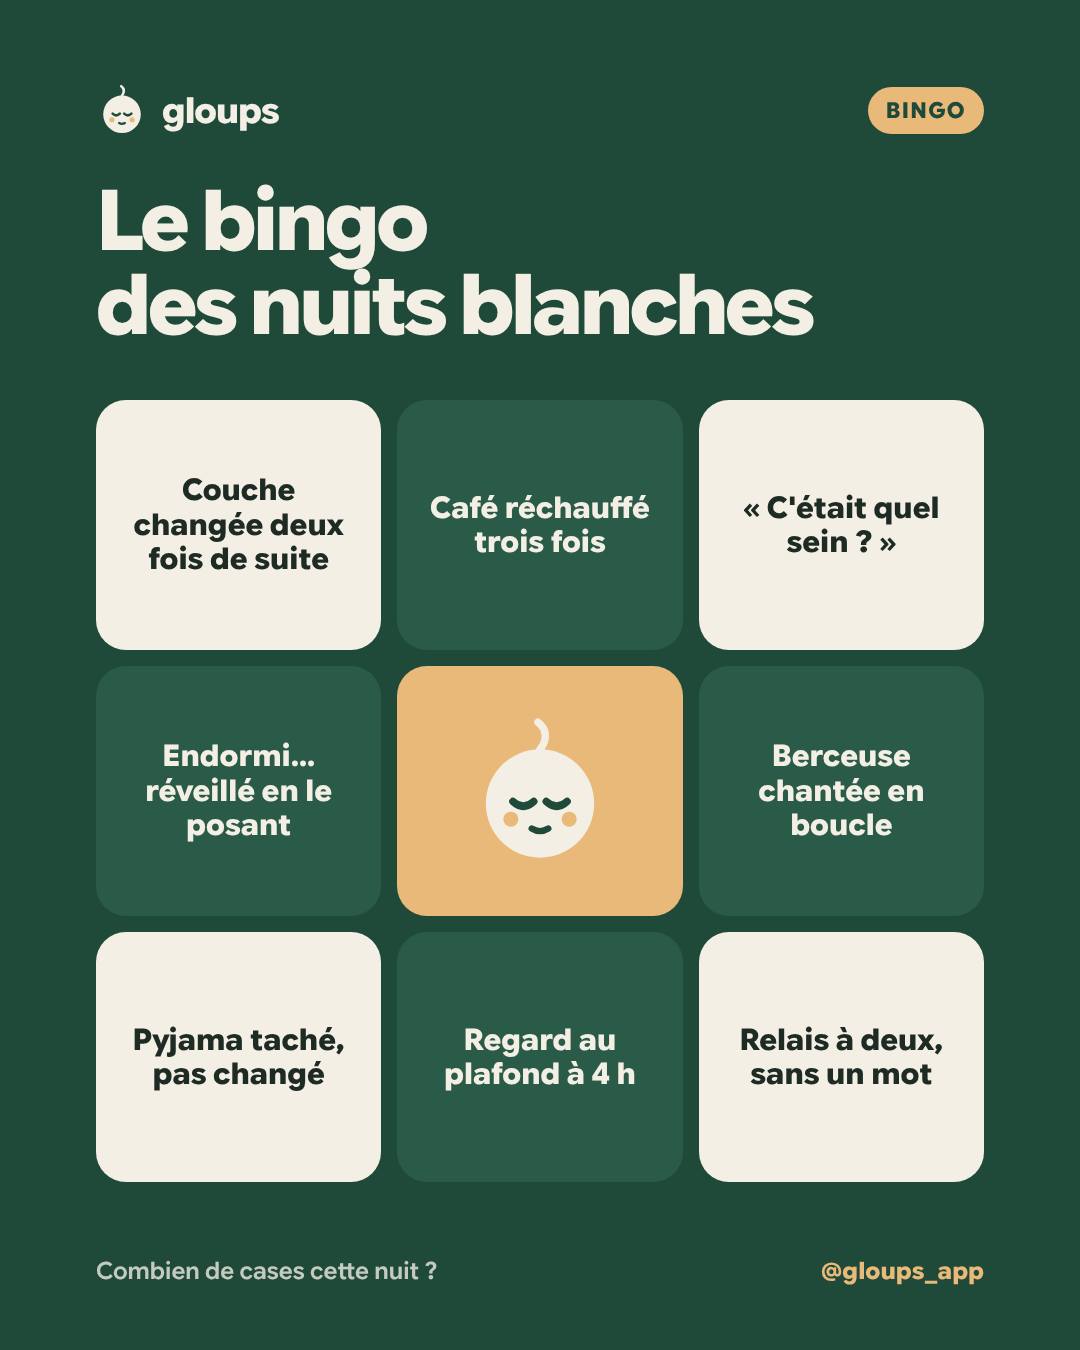 gloups
BINGO
Le bingo
des nuits blanches
Couche
changée deux
fois de suite
Café réchauffé
trois fois
« C'était quel
sein ? »
Endormi...
réveillé en le
posant
Berceuse
chantée en
boucle
Pyjama taché,
pas changé
Regard au
plafond à 4 h
Relais à deux,
sans un mot
Combien de cases cette nuit ?
@gloups_app